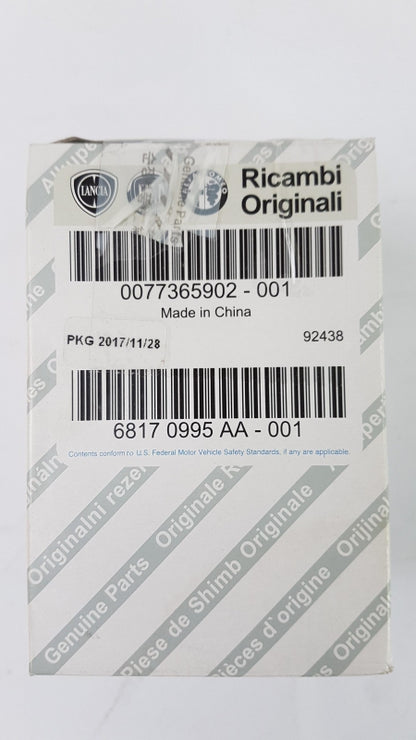 LANCIA
Ricambi
Originali
Genuine Parts
0077365902 - 001
Made in China
PKG 2017/11/28
92438
6817 0995 AA - 001
Contents conform to U.S. Federal Motor Vehicle Safety Standards, if any are applicable.
Originalni
Genuine Parts
Originale
Piese de Shimb Originale
Pièces d'origine